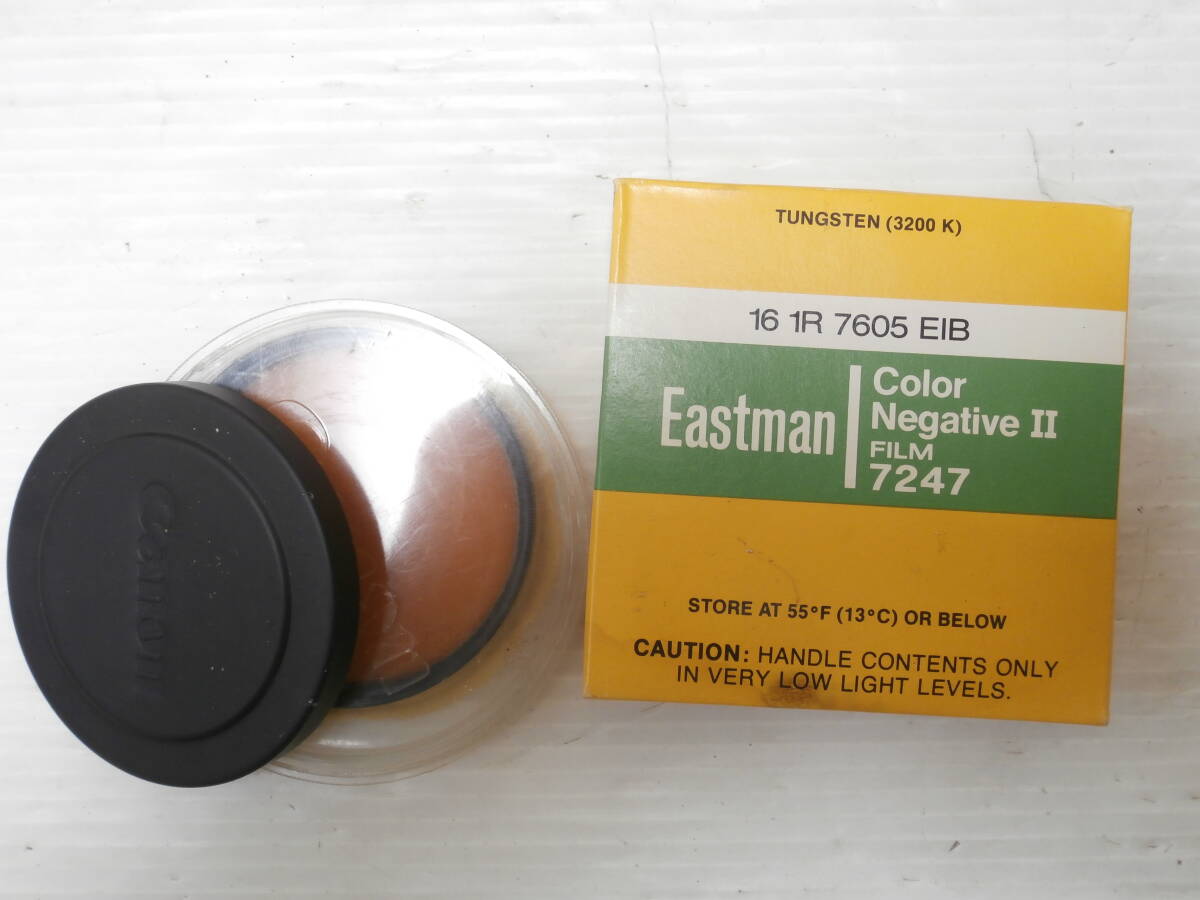 TUNGSTEN (3200 K)
16 1R 7605 EIB
Eastman
Color
Negative II
FILM
7247
STORE AT 55°F (13°C) OR BELOW
CAUTION: HANDLE CONTENTS ONLY
IN VERY LOW LIGHT LEVELS.
Canon